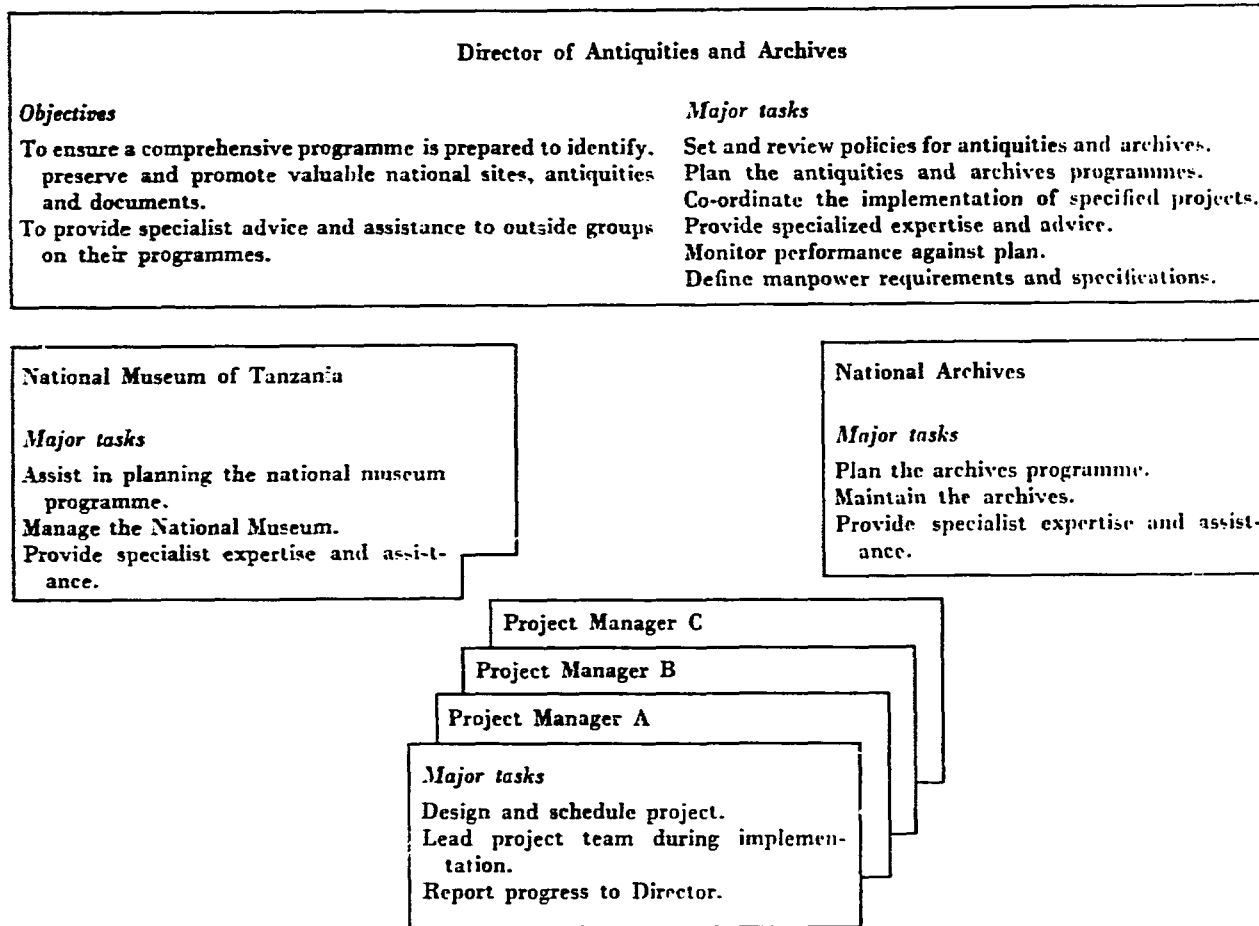 Director of Antiquities and Archives
Objectives
To ensure a comprehensive programme is prepared to identify,
preserve and promote valuable national sites, antiquities
and documents.
To provide specialist advice and assistance to outside groups
on their programmes.
Major tasks
Set and review policies for antiquities and archives.
Plan the antiquities and archives programmes.
Co-ordinate the implementation of specified projects.
Provide specialized expertise and advice.
Monitor performance against plan.
Define manpower requirements and specifications.
National Museum of Tanzania
Major tasks
Assist in planning the national museum
programme.
Manage the National Museum.
Provide specialist expertise and assist-
ance.
National Archives
Major tasks
Plan the archives programme.
Maintain the archives.
Provide specialist expertise and assist-
ance.
Project Manager C
Project Manager B
Project Manager A
Major tasks
Design and schedule project.
Lead project team during implemen-
tation.
Report progress to Director.